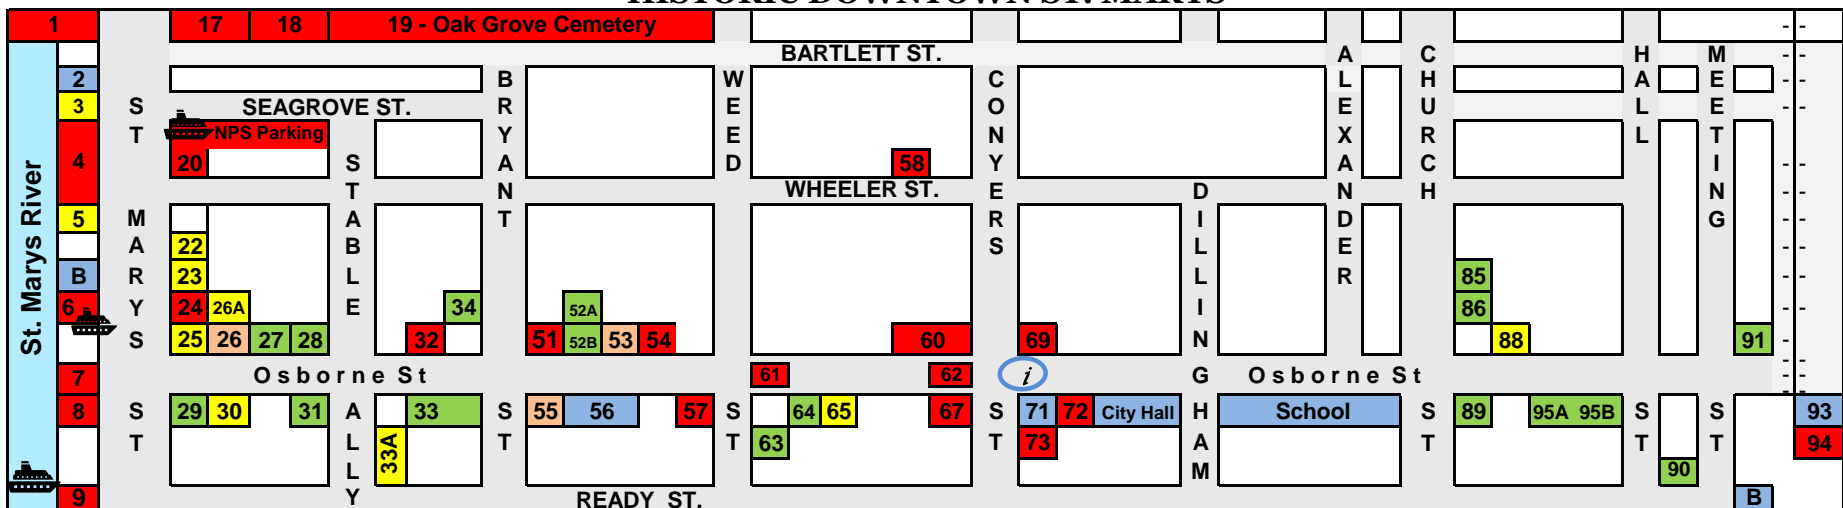 HISTORIC DOWNTOWN ST. MARYS
1 17 18 19 - Oak Grove Cemetery
BARTLETT ST.
2
3
SEAGROVE ST.
NPS Parking
4 20 58
WHEELER ST.
5
22
B 23 85
6 24 26A 34 52A 86
25 26 27 28 32 51 52B 53 54 60 69 88 91
7 Osborne St 61 62 i Osborne St
8 29 30 31 33 55 56 57 64 65 67 71 72 City Hall School 89 95A 95B 93
33A 63 73 94
90
9 READY ST. B
St. Marys River
ST MARYS ST
STABLE ALLY
BRYANT ST
WEED ST
CONYERS ST
DILLINGHAM
ALEXANDER
CHURCH ST
HALL ST
MEETING ST